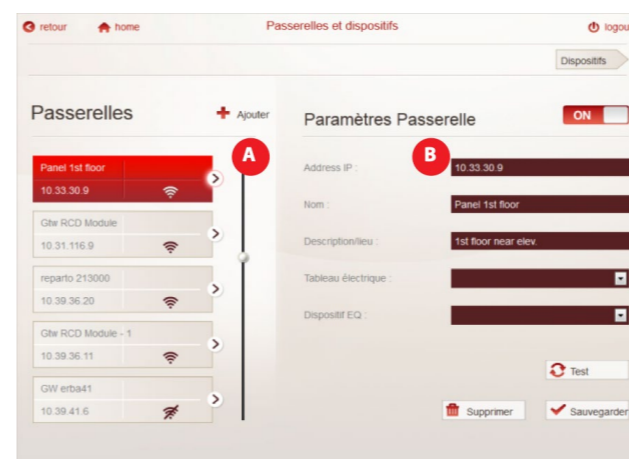 retour
home
Passerelles et dispositifs
logou
Dispositifs
Passerelles
Ajouter
Panel 1st floor
10.33.30.9
Gtw RCD Module
10.31.116.9
reparto 213000
10.39.36.20
Gtw RCD Module - 1
10.39.36.11
GW erba41
10.39.41.6
A
Paramètres Passerelle
ON
B
Address IP :
10.33.30.9
Nom :
Panel 1st floor
Description/lieu :
1st floor near elev.
Tableau électrique :
Dispositif EQ :
Test
Supprimer
Sauvegarder